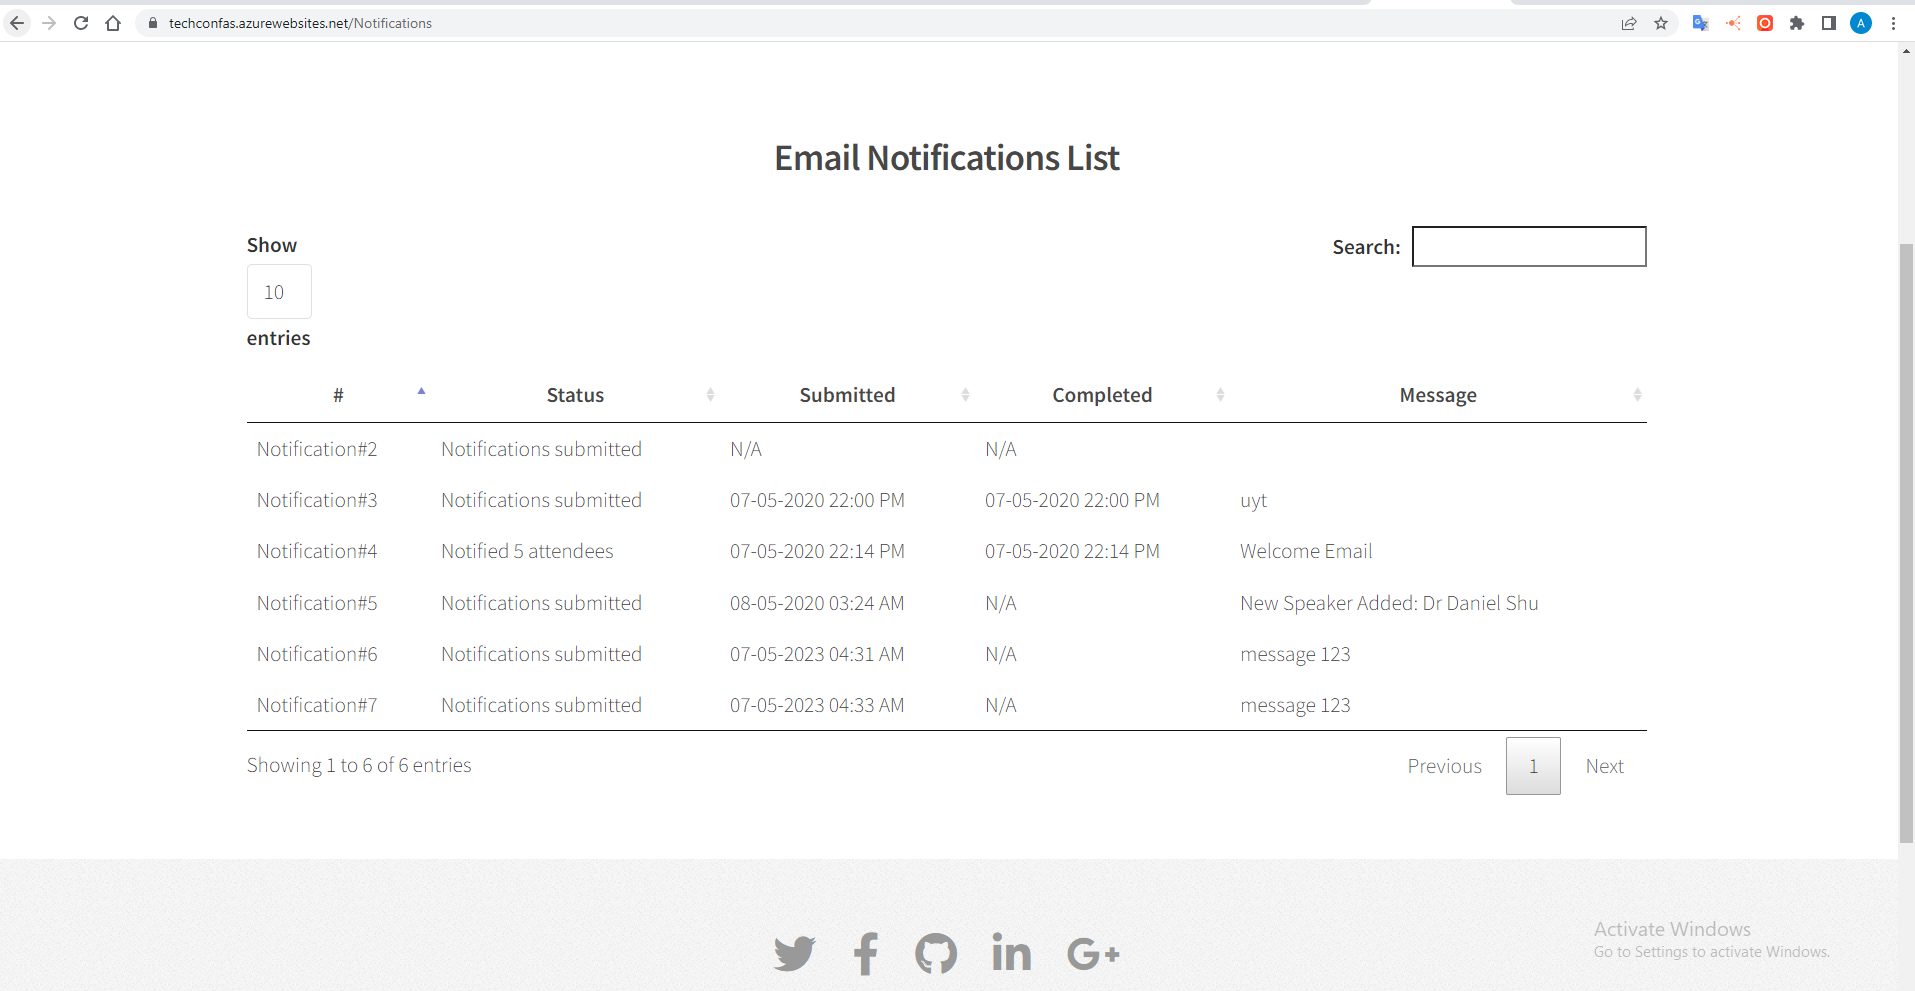 techconfas.azurewebsites.net/Notifications
A
Email Notifications List
Show
10
entries
Search:
# Status Submitted Completed Message
Notification#2 Notifications submitted N/A N/A
Notification#3 Notifications submitted 07-05-2020 22:00 PM 07-05-2020 22:00 PM uyt
Notification#4 Notified 5 attendees 07-05-2020 22:14 PM 07-05-2020 22:14 PM Welcome Email
Notification#5 Notifications submitted 08-05-2020 03:24 AM N/A New Speaker Added: Dr Daniel Shu
Notification#6 Notifications submitted 07-05-2023 04:31 AM N/A message 123
Notification#7 Notifications submitted 07-05-2023 04:33 AM N/A message 123
Showing 1 to 6 of 6 entries
Previous 1 Next
Activate Windows
Go to Settings to activate Windows.